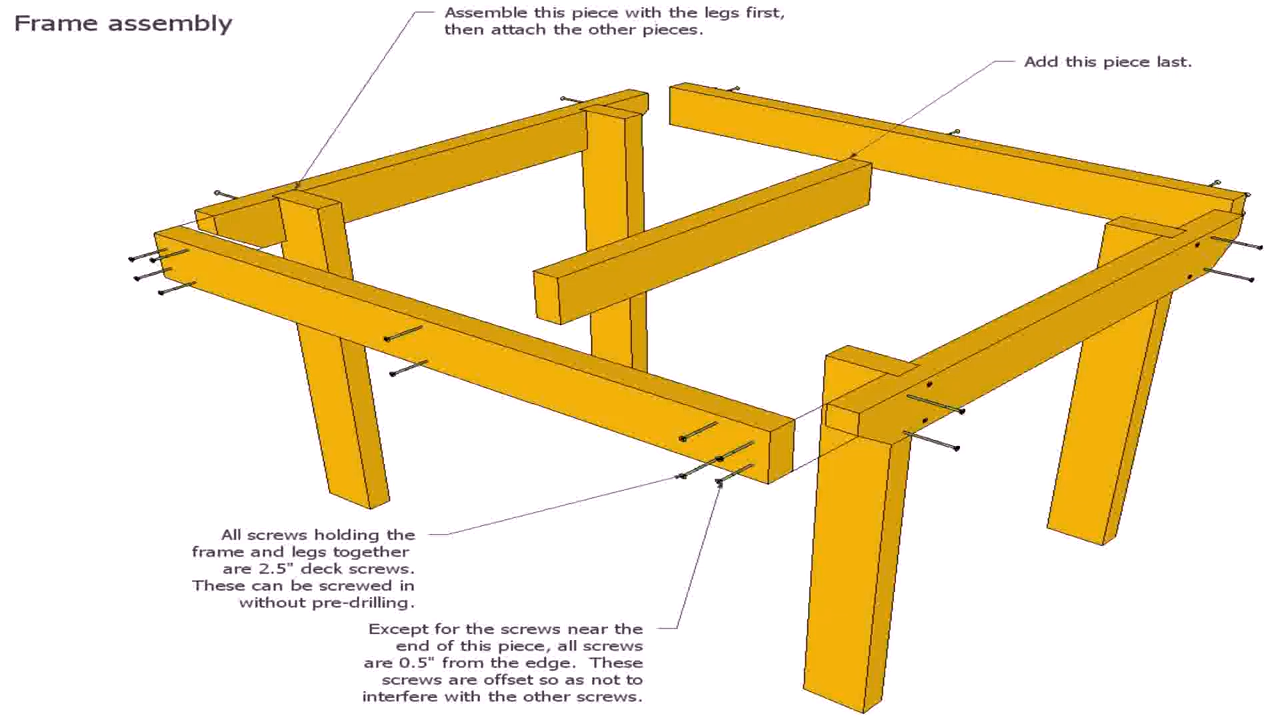 Frame assembly
Assemble this piece with the legs first,
then attach the other pieces.
Add this piece last.
All screws holding the
frame and legs together
are 2.5" deck screws.
These can be screwed in
without pre-drilling.
Except for the screws near the
end of this piece, all screws
are 0.5" from the edge.  These
screws are offset so as not to
interfere with the other screws.